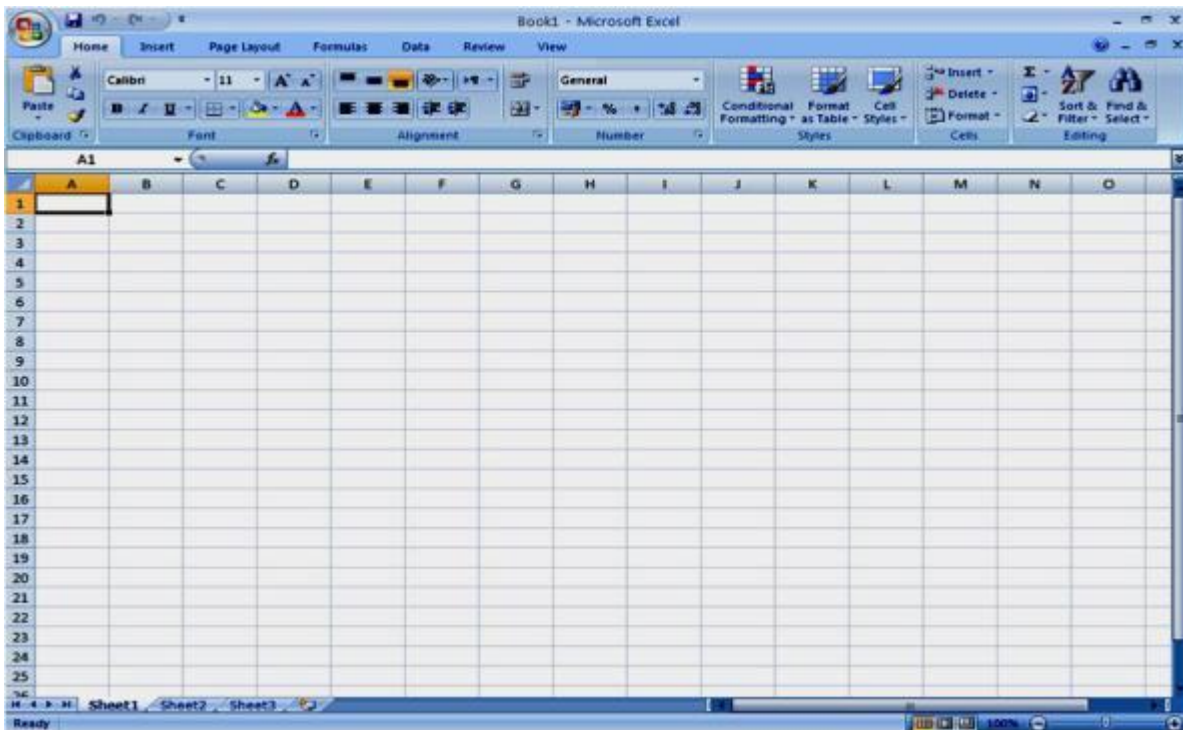 Book1 - Microsoft Excel
Home Insert Page Layout Formulas Data Review View
Paste
Calibri 11 A A
B I U A
General
% ,
Conditional Formatting
Format as Table
Cell Styles
Insert
Delete
Format
Σ
Sort & Filter
Find & Select
Clipboard Font Alignment Number Styles Cells Editing
A1 fx
A B C D E F G H I J K L M N O
1
2
3
4
5
6
7
8
9
10
11
12
13
14
15
16
17
18
19
20
21
22
23
24
25
Sheet1 Sheet2 Sheet3
Ready 100%